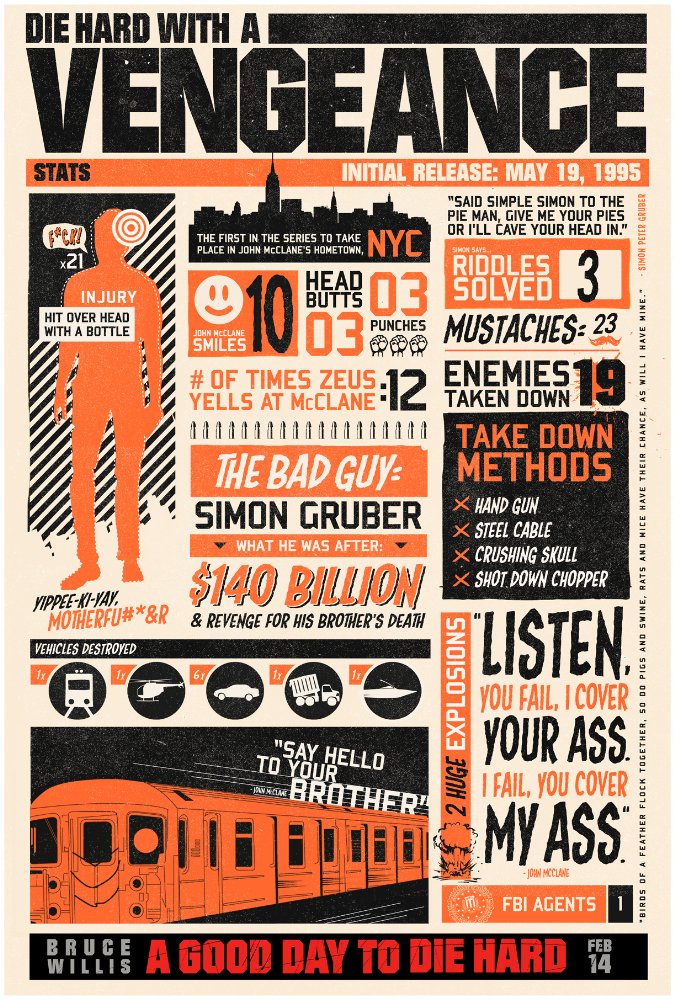 DIE HARD WITH A
VENGEANCE
STATS
INITIAL RELEASE: MAY 19, 1995
F*CK!
x21
INJURY
HIT OVER HEAD
WITH A BOTTLE
YIPPEE-KI-YAY,
MOTHERFU#*&R
THE FIRST IN THE SERIES TO TAKE
PLACE IN JOHN McCLANE'S HOMETOWN,
NYC
JOHN McCLANE
SMILES
10
HEAD
BUTTS
03
03
PUNCHES
# OF TIMES ZEUS
YELLS AT McCLANE
:12
THE BAD GUY:
SIMON GRUBER
WHAT HE WAS AFTER:
$140 BILLION
& REVENGE FOR HIS BROTHER'S DEATH
"SAID SIMPLE SIMON TO THE
PIE MAN, GIVE ME YOUR PIES
OR I'LL CAVE YOUR HEAD IN."
- SIMON PETER GRUBER
SIMON SAYS...
RIDDLES
SOLVED
3
MUSTACHES: 23
ENEMIES
TAKEN DOWN
19
TAKE DOWN
METHODS
X HAND GUN
X STEEL CABLE
X CRUSHING SKULL
X SHOT DOWN CHOPPER
"BIRDS OF A FEATHER FLOCK TOGETHER, SO DO PIGS AND SWINE, RATS AND MICE HAVE THEIR CHANCE, AS WILL I HAVE MINE."
VEHICLES DESTROYED
1x
1x
6x
1x
1x
"SAY HELLO
TO YOUR
JOHN McCLANE
BROTHER"
2 HUGE EXPLOSIONS
"LISTEN,
YOU FAIL, I COVER
YOUR ASS.
I FAIL, YOU COVER
MY ASS."
- JOHN McCLANE
FBI AGENTS
1
BRUCE
WILLIS
A GOOD DAY TO DIE HARD
FEB
14